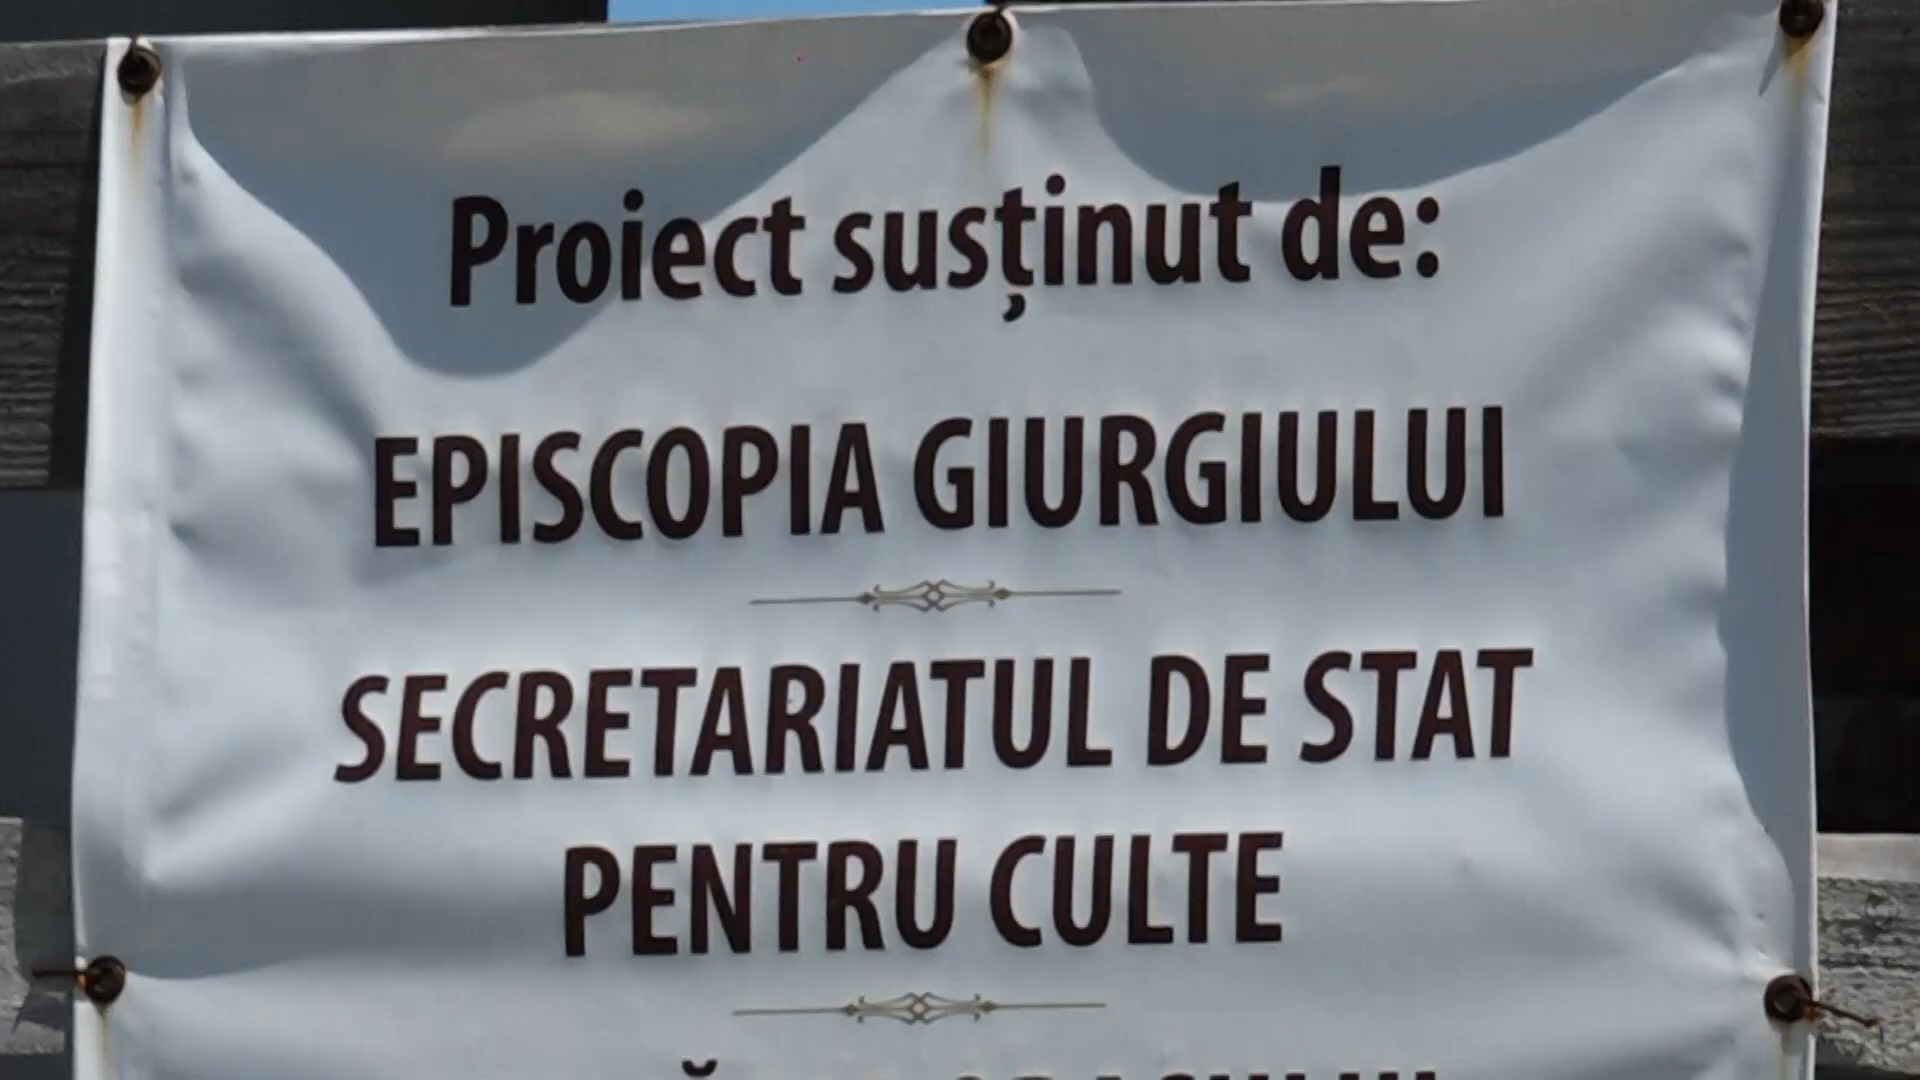 Proiect susținut de:
EPISCOPIA GIURGIULUI
SECRETARIATUL DE STAT
PENTRU CULTE